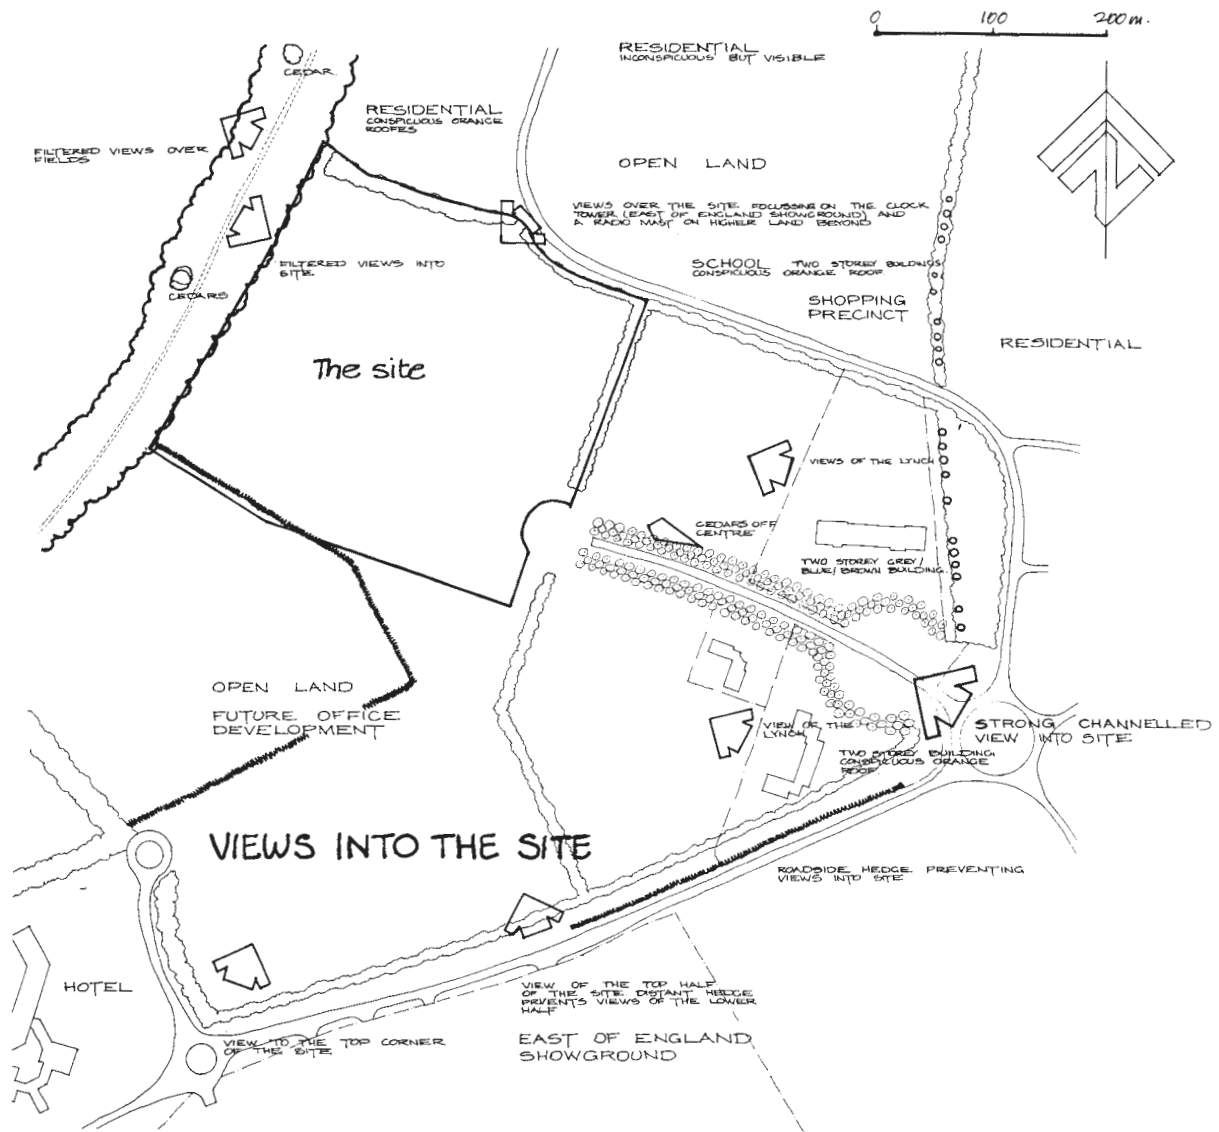 0 100 200m.
RESIDENTIAL
INCONSPICUOUS BUT VISIBLE
CEDAR
RESIDENTIAL
CONSPICUOUS ORANGE
ROOFES
FILTERED VIEWS OVER
FIELDS
OPEN LAND
VIEWS OVER THE SITE FOCUSSING ON THE CLOCK
TOWER (EAST OF ENGLAND SHOWGROUND) AND
A RADIO MAST ON HIGHER LAND BEYOND
FILTERED VIEWS INTO
SITE
SCHOOL TWO STOREY BUILDINGS
CONSPICUOUS ORANGE ROOF
CEDARS
SHOPPING
PRECINCT
RESIDENTIAL
The site
VIEWS OF THE LYNCH
CEDARS OFF
CENTRE
TWO STOREY GREY/
BLUE/BROWN BUILDING
OPEN LAND
FUTURE OFFICE
DEVELOPMENT
VIEW OF THE
LYNCH
STRONG CHANNELLED
VIEW INTO SITE
TWO STOREY BUILDING
CONSPICUOUS ORANGE
ROOF
VIEWS INTO THE SITE
ROADSIDE HEDGE PREVENTING
VIEWS INTO SITE
HOTEL
VIEW OF THE TOP HALF
OF THE SITE. DISTANT HEDGE
PRVENTS VIEWS OF THE LOWER
HALF
VIEW TO THE TOP CORNER
OF THE SITE
EAST OF ENGLAND
SHOWGROUND